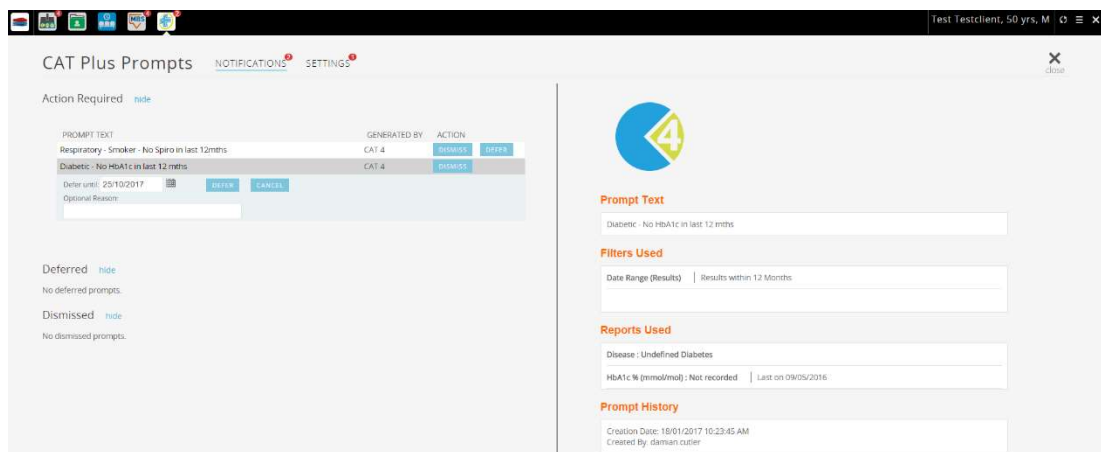 MBS
Test Testclient, 50 yrs, M
CAT Plus Prompts NOTIFICATIONS 2 SETTINGS
close
Action Required hide
PROMPT TEXT GENERATED BY ACTION
Respiratory - Smoker - No Spiro in last 12mths CAT 4 DISMISS DEFER
Diabetic - No HbA1c in last 12 mths CAT 4 DISMISS
Defer until: 25/10/2017 DEFER CANCEL
Optional Reason:
Deferred hide
No deferred prompts.
Dismissed hide
No dismissed prompts.
4
Prompt Text
Diabetic - No HbA1c in last 12 mths
Filters Used
Date Range (Results) | Results within 12 Months
Reports Used
Disease : Undefined Diabetes
HbA1c % (mmol/mol) : Not recorded | Last on 09/05/2016
Prompt History
Creation Date: 18/01/2017 10:23:45 AM
Created By: damian cutler